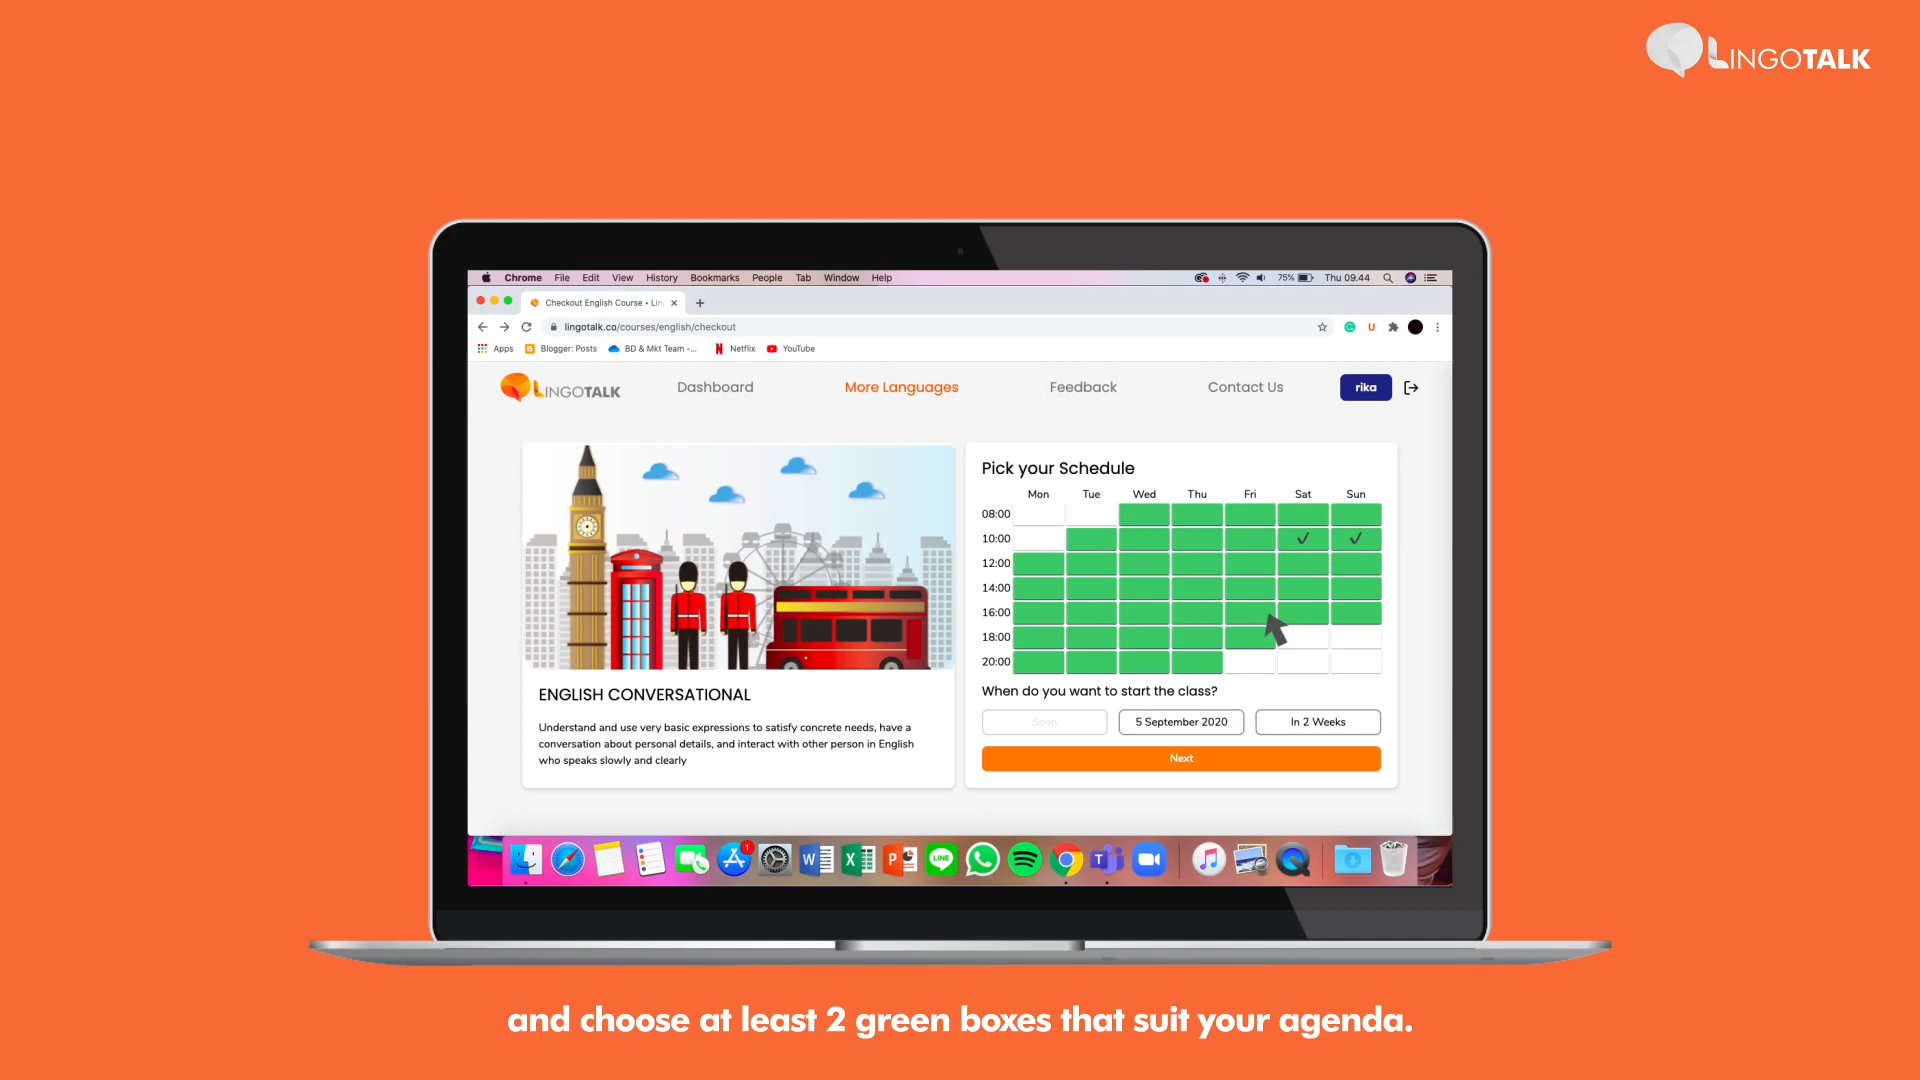 LINGOTALK
Chrome File Edit View History Bookmarks People Tab Window Help 75% Thu 09.44
Checkout English Course • Lin
lingotalk.co/courses/english/checkout
Apps Blogger: Posts BD & Mkt Team -... Netflix YouTube
LINGOTALK Dashboard More Languages Feedback Contact Us rika
Pick your Schedule
Mon Tue Wed Thu Fri Sat Sun
08:00
10:00
12:00
14:00
16:00
18:00
20:00
When do you want to start the class?
Soon 5 September 2020 In 2 Weeks
Next
ENGLISH CONVERSATIONAL
Understand and use very basic expressions to satisfy concrete needs, have a
conversation about personal details, and interact with other person in English
who speaks slowly and clearly
1
W X P LINE T
and choose at least 2 green boxes that suit your agenda.